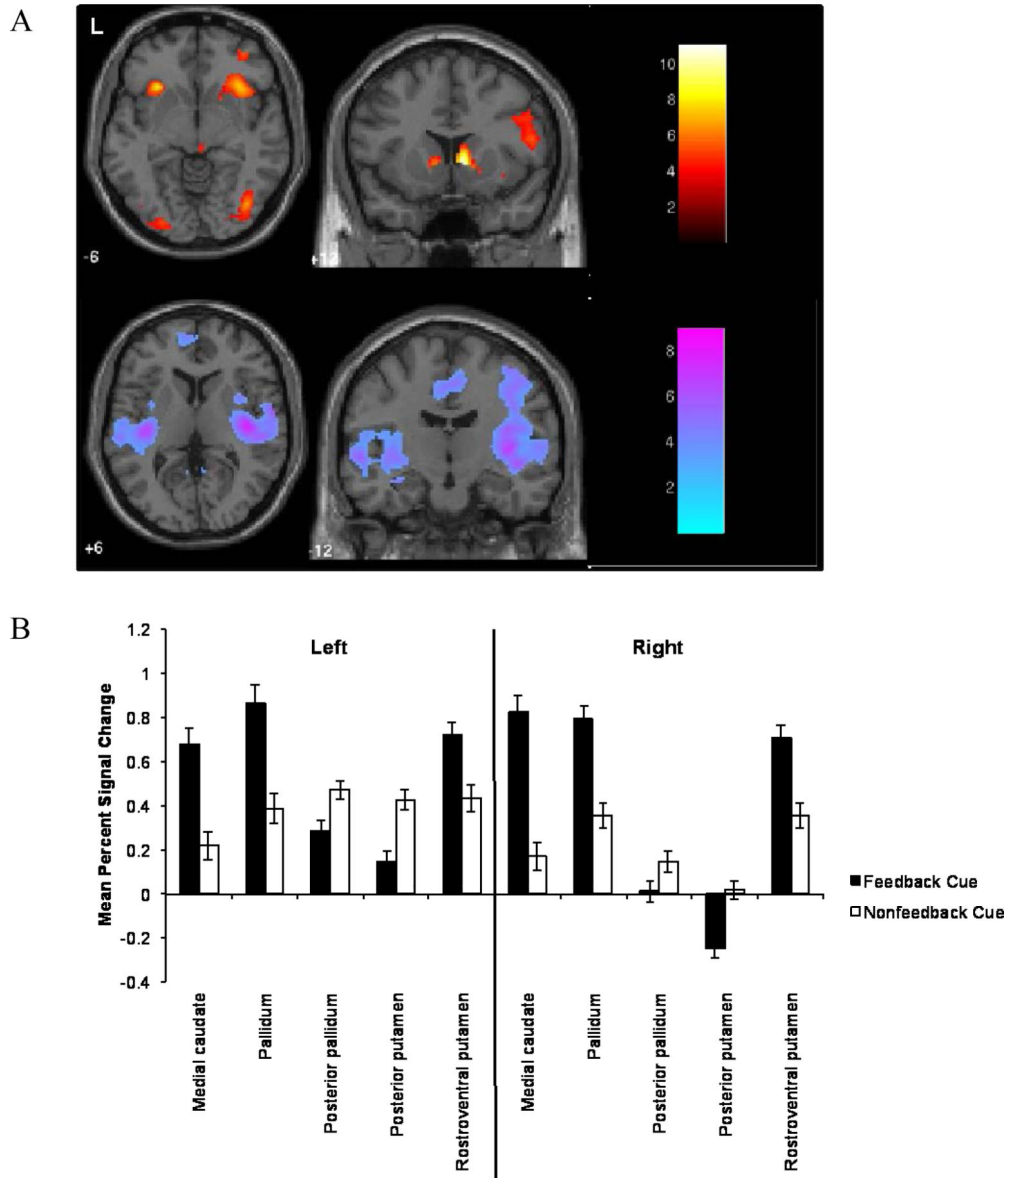 A
L
10
8
6
4
2
-6
8
6
4
2
+6
-12
B
1.2
1
0.8
0.6
0.4
0.2
0
-0.2
-0.4
Mean Percent Signal Change
Left
Right
Medial caudate
Pallidum
Posterior pallidum
Posterior putamen
Rostroventral putamen
Medial caudate
Pallidum
Posterior pallidum
Posterior putamen
Rostroventral putamen
Feedback Cue
Nonfeedback Cue